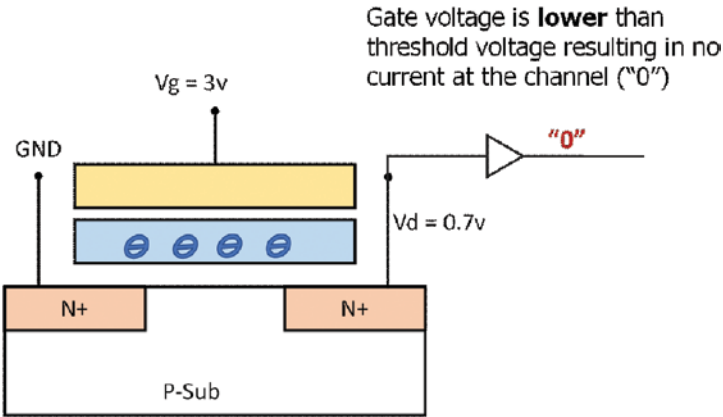 Gate voltage is lower than
threshold voltage resulting in no
current at the channel (“0”)
Vg = 3v
GND
“0”
Vd = 0.7v
N+
N+
P-Sub